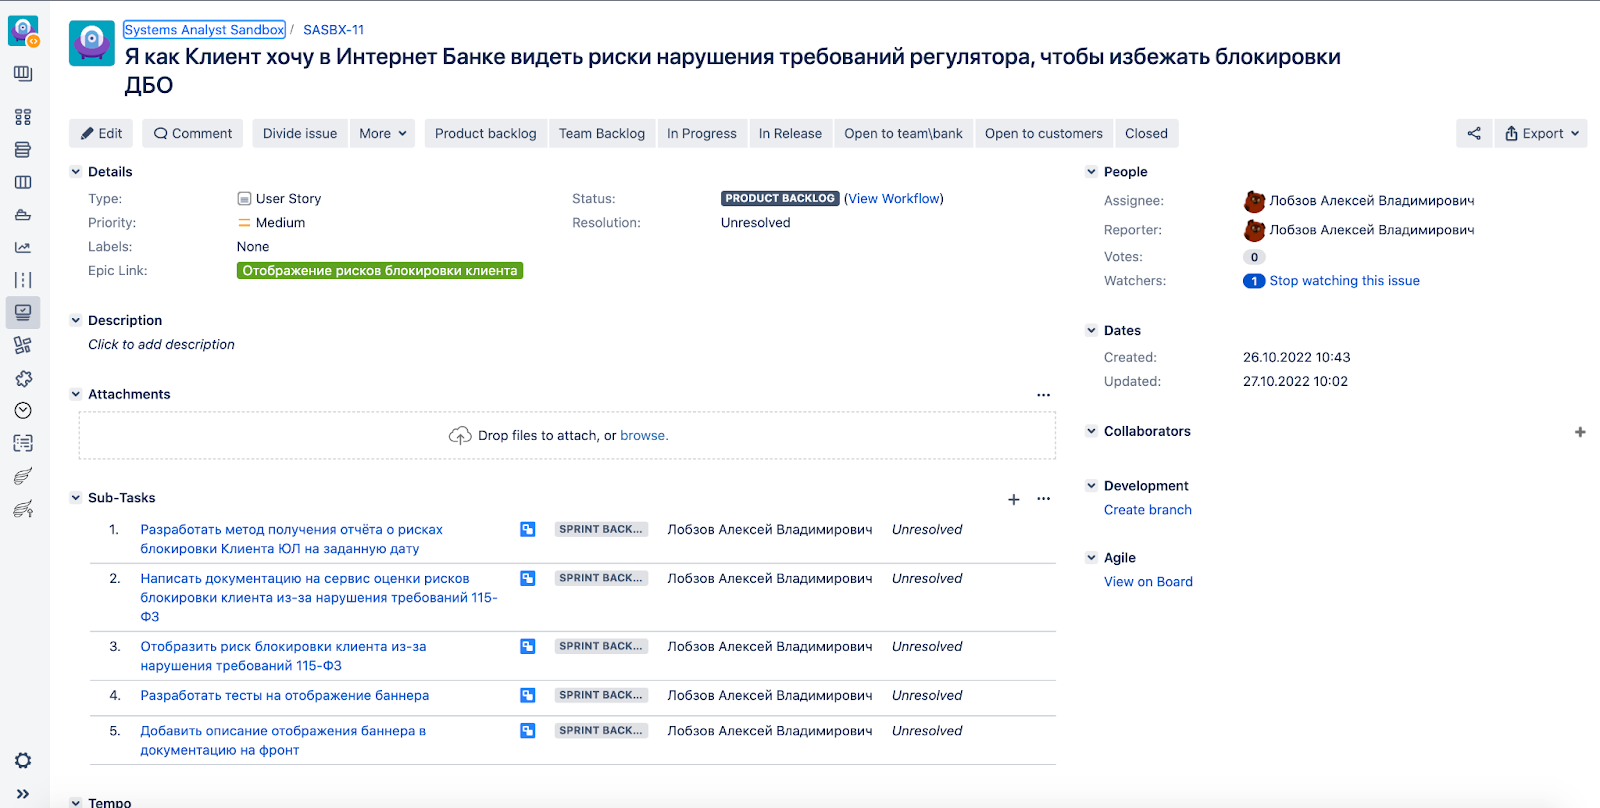 Systems Analyst Sandbox / SASBX-11
Я как Клиент хочу в Интернет Банке видеть риски нарушения требований регулятора, чтобы избежать блокировки
ДБО
Edit
Comment
Divide issue
More
Product backlog
Team Backlog
In Progress
In Release
Open to team\bank
Open to customers
Closed
Export
Details
Type: User Story
Priority: Medium
Labels: None
Epic Link: Отображение рисков блокировки клиента
Status: PRODUCT BACKLOG (View Workflow)
Resolution: Unresolved
Description
Click to add description
Attachments
Drop files to attach, or browse.
Sub-Tasks
1. Разработать метод получения отчёта о рисках SPRINT BACK... Лобзов Алексей Владимирович Unresolved
блокировки Клиента ЮЛ на заданную дату
2. Написать документацию на сервис оценки рисков SPRINT BACK... Лобзов Алексей Владимирович Unresolved
блокировки клиента из-за нарушения требований 115-
ФЗ
3. Отобразить риск блокировки клиента из-за SPRINT BACK... Лобзов Алексей Владимирович Unresolved
нарушения требований 115-ФЗ
4. Разработать тесты на отображение баннера SPRINT BACK... Лобзов Алексей Владимирович Unresolved
5. Добавить описание отображения баннера в SPRINT BACK... Лобзов Алексей Владимирович Unresolved
документацию на фронт
Tempo
People
Assignee: Лобзов Алексей Владимирович
Reporter: Лобзов Алексей Владимирович
Votes: 0
Watchers: 1 Stop watching this issue
Dates
Created: 26.10.2022 10:43
Updated: 27.10.2022 10:02
Collaborators
Development
Create branch
Agile
View on Board